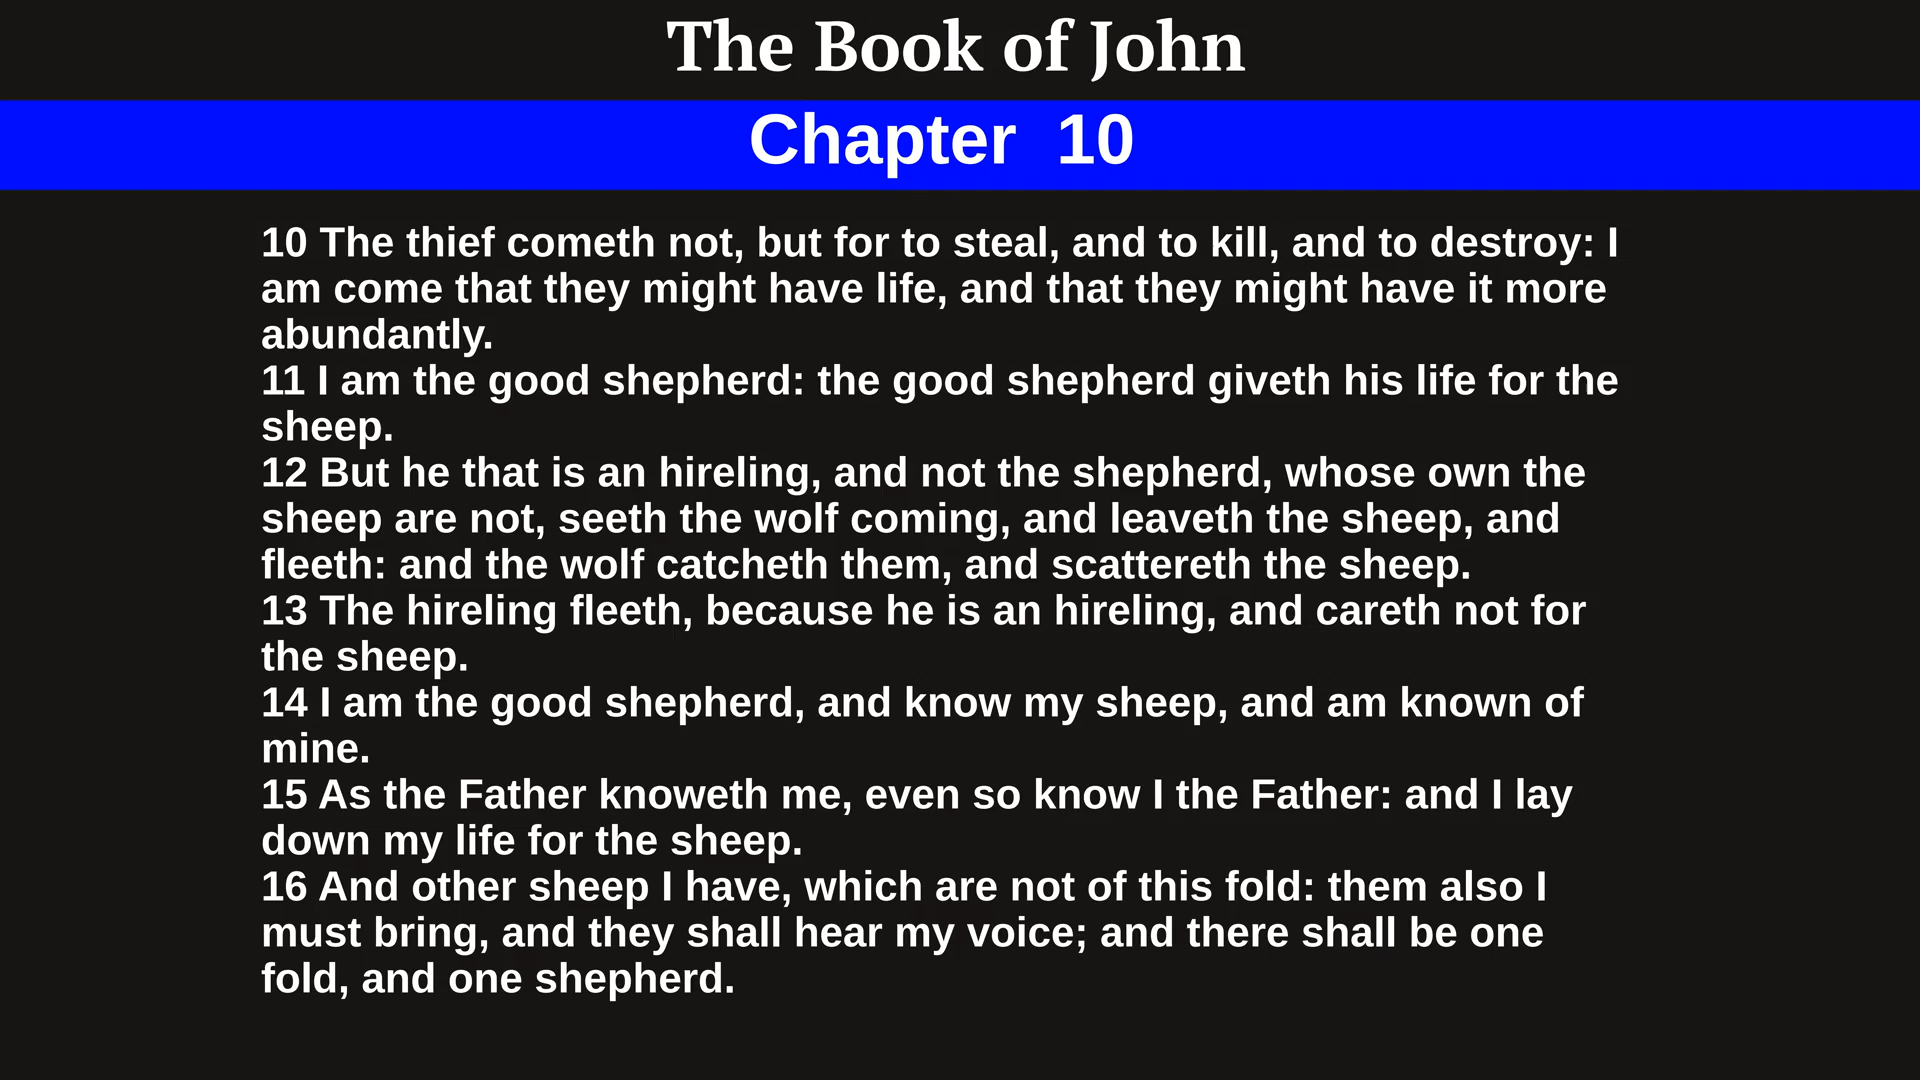 The Book of John
Chapter 10
10 The thief cometh not, but for to steal, and to kill, and to destroy: I
am come that they might have life, and that they might have it more
abundantly.
11 I am the good shepherd: the good shepherd giveth his life for the
sheep.
12 But he that is an hireling, and not the shepherd, whose own the
sheep are not, seeth the wolf coming, and leaveth the sheep, and
fleeth: and the wolf catcheth them, and scattereth the sheep.
13 The hireling fleeth, because he is an hireling, and careth not for
the sheep.
14 I am the good shepherd, and know my sheep, and am known of
mine.
15 As the Father knoweth me, even so know I the Father: and I lay
down my life for the sheep.
16 And other sheep I have, which are not of this fold: them also I
must bring, and they shall hear my voice; and there shall be one
fold, and one shepherd.